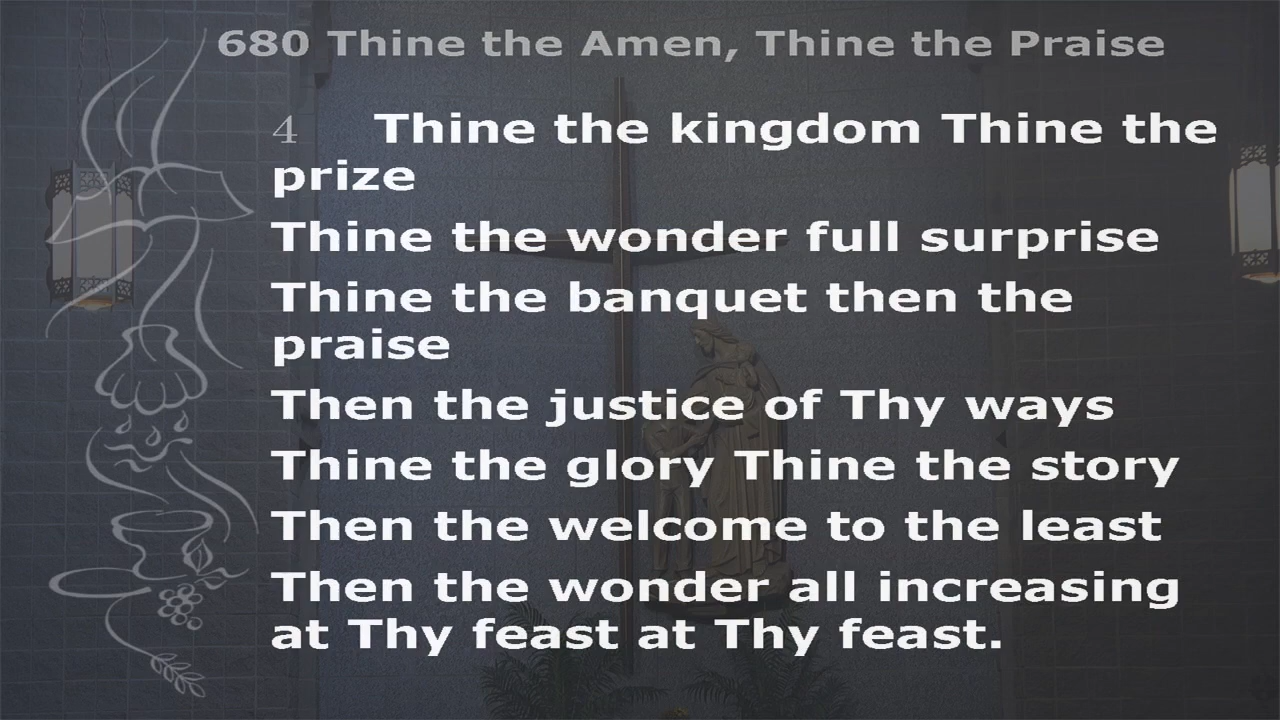 680 Thine the Amen, Thine the Praise
4 Thine the kingdom Thine the
prize
Thine the wonder full surprise
Thine the banquet then the
praise
Then the justice of Thy ways
Thine the glory Thine the story
Then the welcome to the least
Then the wonder all increasing
at Thy feast at Thy feast.